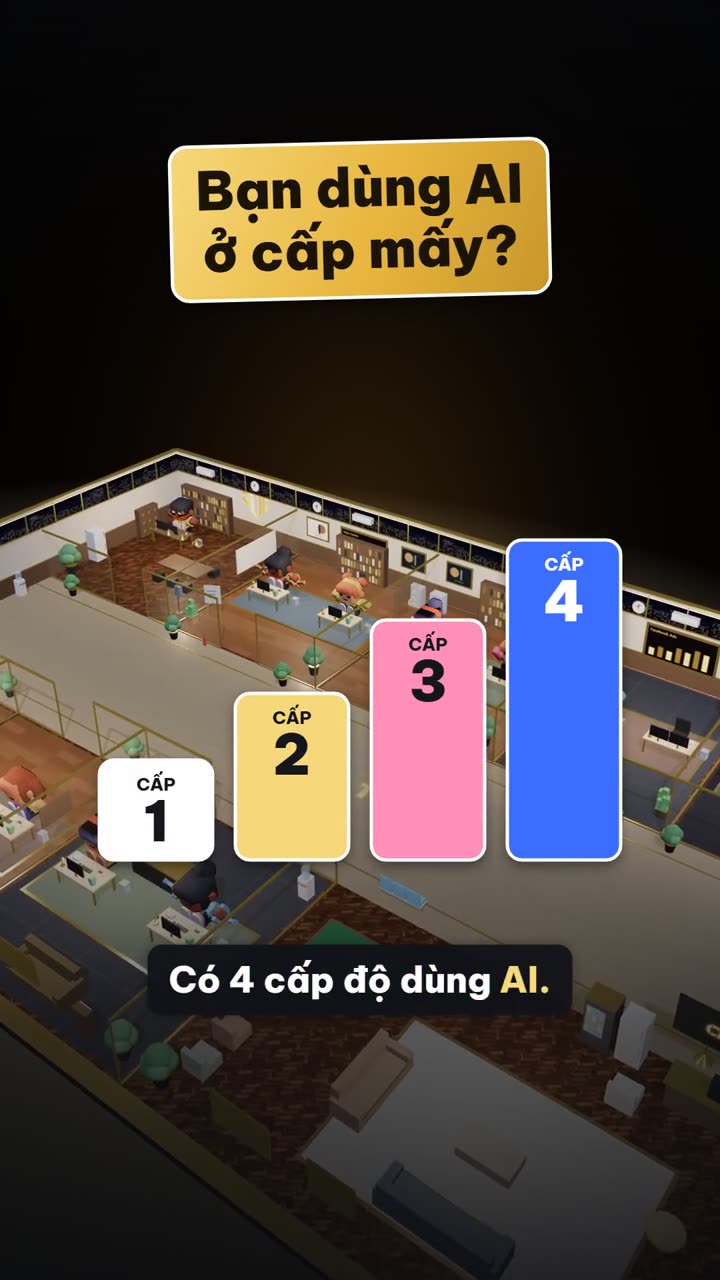 Bạn dùng AI
ở cấp mấy?
CẤP
1
CẤP
2
CẤP
3
CẤP
4
Có 4 cấp độ dùng AI.